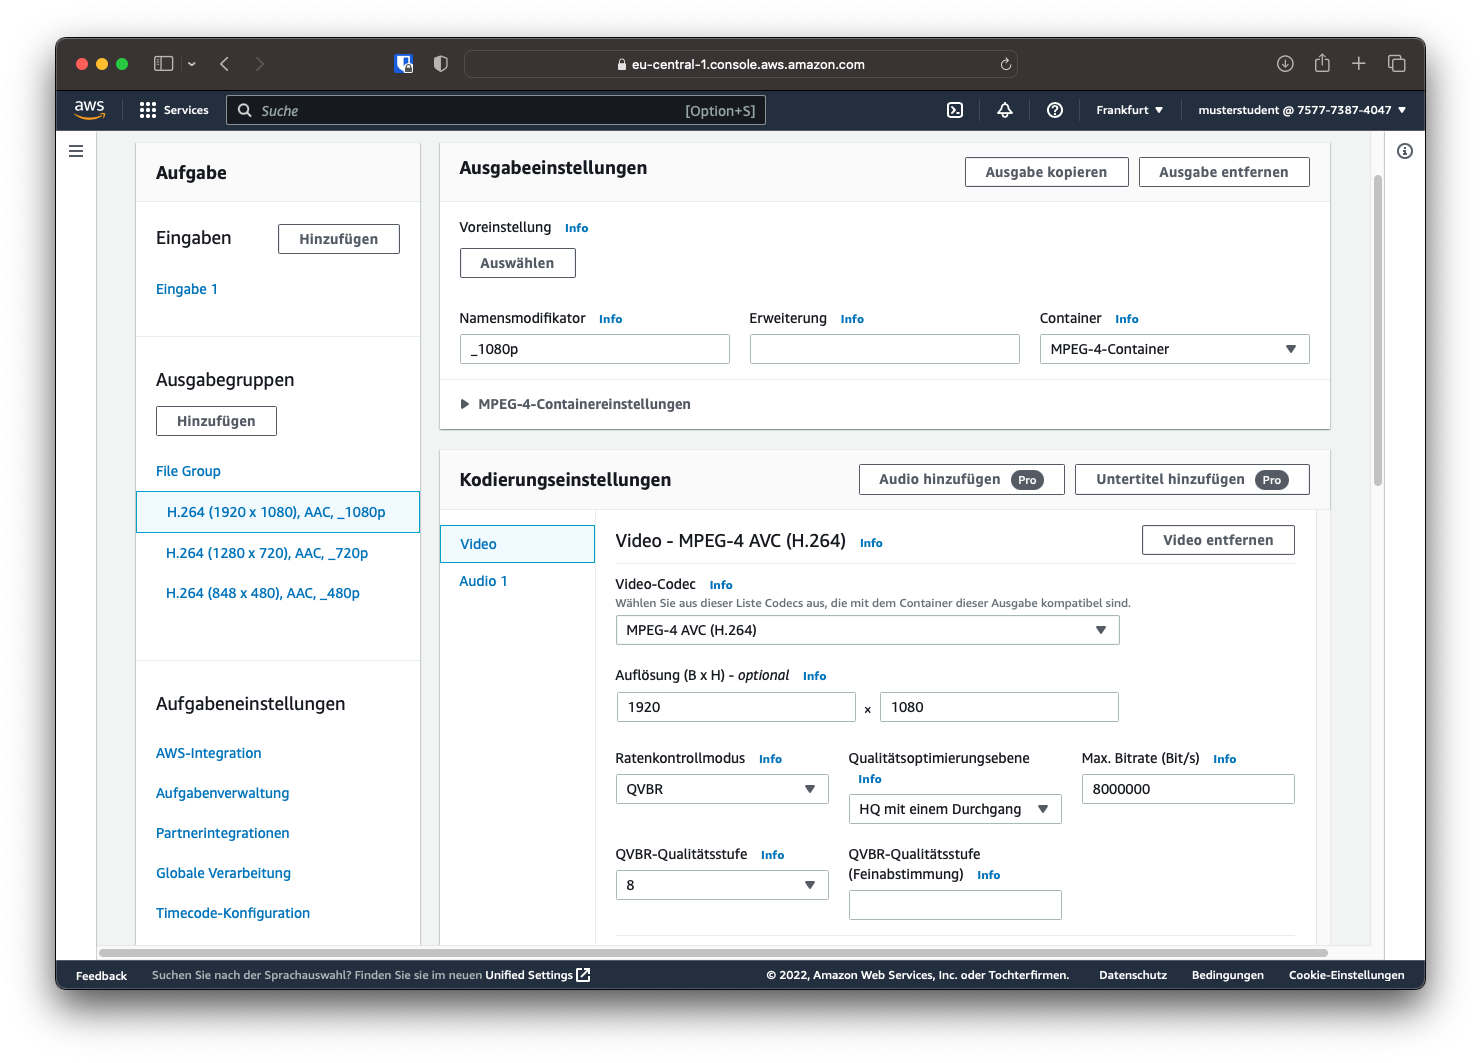 eu-central-1.console.aws.amazon.com
aws
Services
Suche
[Option+S]
Frankfurt
musterstudent @ 7577-7387-4047
Aufgabe
Eingaben
Hinzufügen
Eingabe 1
Ausgabegruppen
Hinzufügen
File Group
H.264 (1920 x 1080), AAC, _1080p
H.264 (1280 x 720), AAC, _720p
H.264 (848 x 480), AAC, _480p
Aufgabeneinstellungen
AWS-Integration
Aufgabenverwaltung
Partnerintegrationen
Globale Verarbeitung
Timecode-Konfiguration
Ausgabeeinstellungen
Ausgabe kopieren
Ausgabe entfernen
Voreinstellung Info
Auswählen
Namensmodifikator Info
_1080p
Erweiterung Info
Container Info
MPEG-4-Container
MPEG-4-Containereinstellungen
Kodierungseinstellungen
Audio hinzufügen Pro
Untertitel hinzufügen Pro
Video
Audio 1
Video - MPEG-4 AVC (H.264) Info
Video entfernen
Video-Codec Info
Wählen Sie aus dieser Liste Codecs aus, die mit dem Container dieser Ausgabe kompatibel sind.
MPEG-4 AVC (H.264)
Auflösung (B x H) - optional Info
1920 x 1080
Ratenkontrollmodus Info
QVBR
Qualitätsoptimierungsebene
Info
HQ mit einem Durchgang
Max. Bitrate (Bit/s) Info
8000000
QVBR-Qualitätsstufe Info
8
QVBR-Qualitätsstufe
(Feinabstimmung) Info
Feedback
Suchen Sie nach der Sprachauswahl? Finden Sie sie im neuen Unified Settings
© 2022, Amazon Web Services, Inc. oder Tochterfirmen.
Datenschutz
Bedingungen
Cookie-Einstellungen